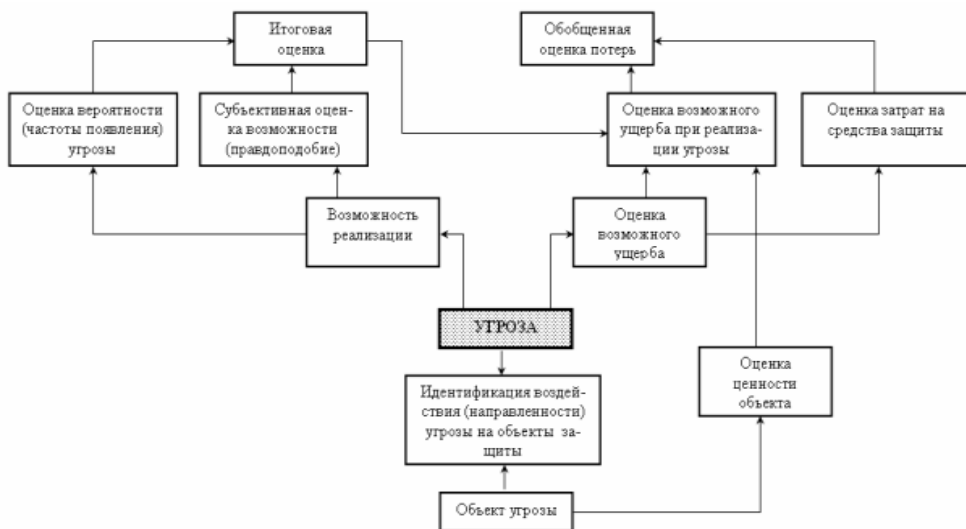 Итоговая
оценка
Обобщенная
оценка потерь
Оценка вероятности
(частоты появления)
угрозы
Субъективная оцен-
ка возможности
(правдоподобие)
Оценка возможного
ущерба при реализа-
ции угрозы
Оценка затрат на
средства защиты
Возможность
реализации
Оценка
возможного
ущерба
УГРОЗА
Идентификация воздей-
ствия (направленности)
угрозы на объекты за-
щиты
Оценка
ценности
объекта
Объект угрозы